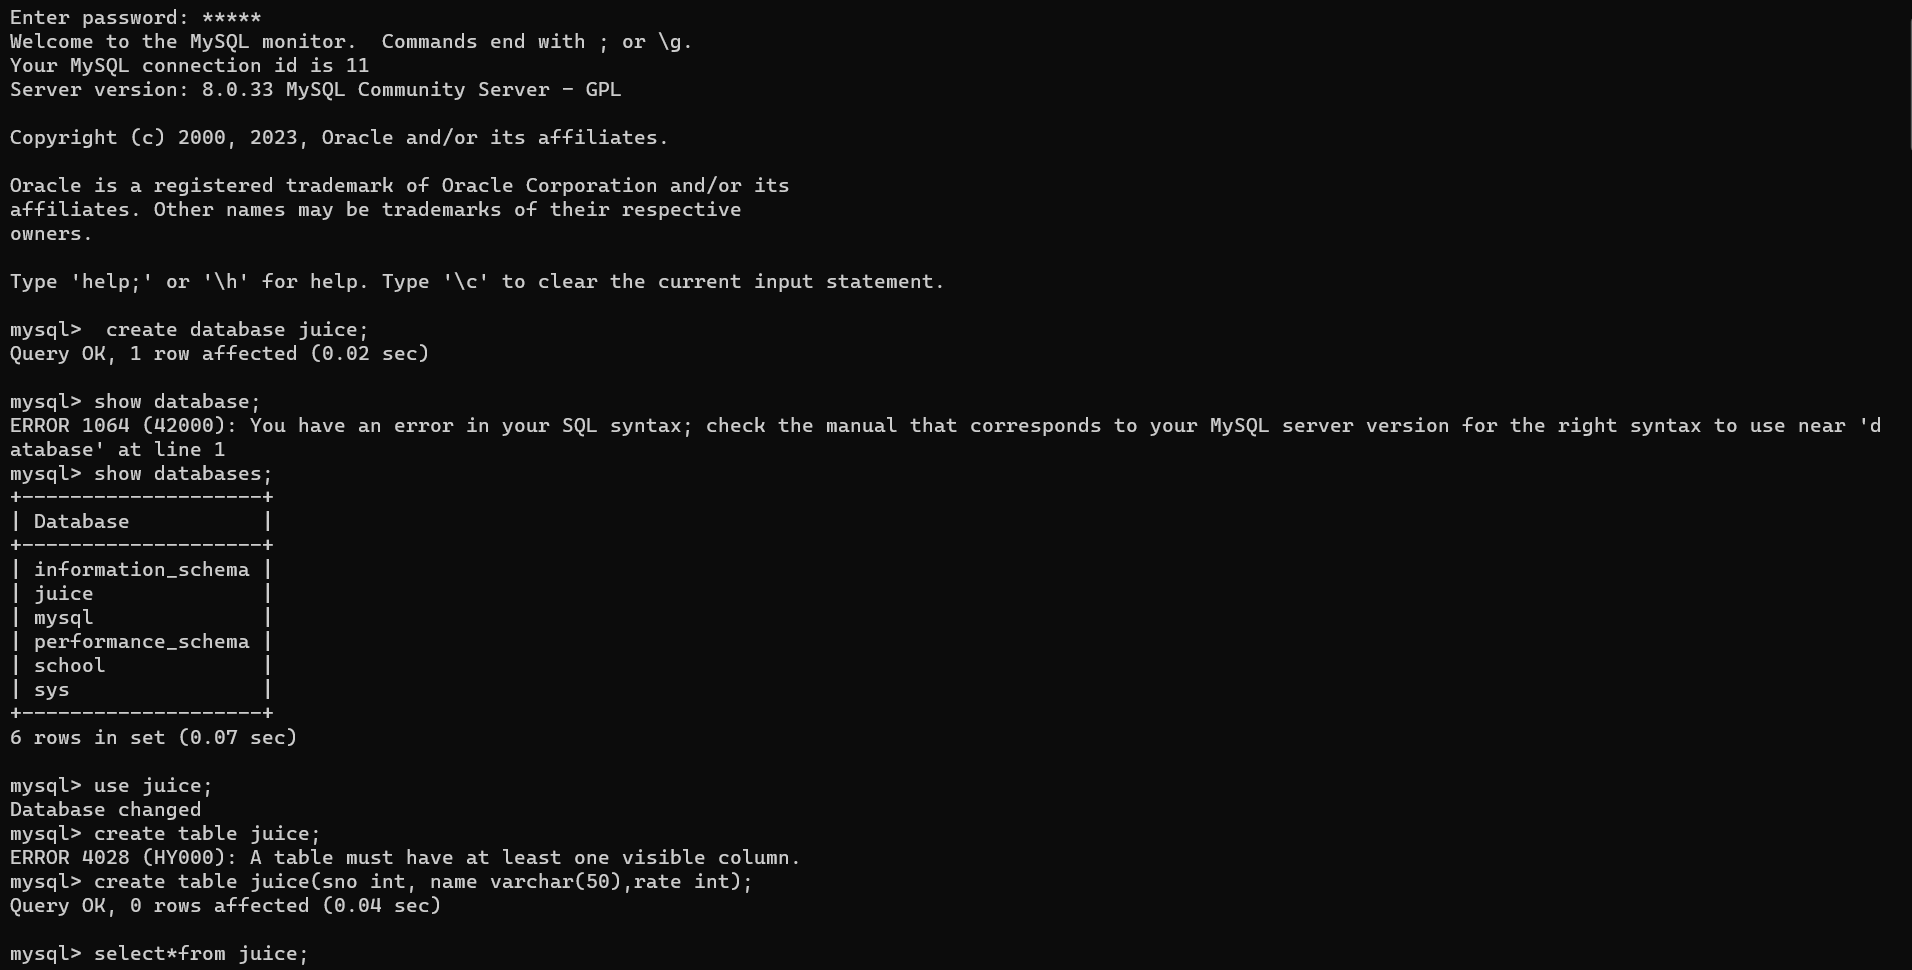 Enter password: *****
Welcome to the MySQL monitor.  Commands end with ; or \g.
Your MySQL connection id is 11
Server version: 8.0.33 MySQL Community Server - GPL

Copyright (c) 2000, 2023, Oracle and/or its affiliates.

Oracle is a registered trademark of Oracle Corporation and/or its
affiliates. Other names may be trademarks of their respective
owners.

Type 'help;' or '\h' for help. Type '\c' to clear the current input statement.

mysql>  create database juice;
Query OK, 1 row affected (0.02 sec)

mysql> show database;
ERROR 1064 (42000): You have an error in your SQL syntax; check the manual that corresponds to your MySQL server version for the right syntax to use near 'd
atabase' at line 1
mysql> show databases;
+--------------------+
| Database           |
+--------------------+
| information_schema |
| juice              |
| mysql              |
| performance_schema |
| school             |
| sys                |
+--------------------+
6 rows in set (0.07 sec)

mysql> use juice;
Database changed
mysql> create table juice;
ERROR 4028 (HY000): A table must have at least one visible column.
mysql> create table juice(sno int, name varchar(50),rate int);
Query OK, 0 rows affected (0.04 sec)

mysql> select*from juice;